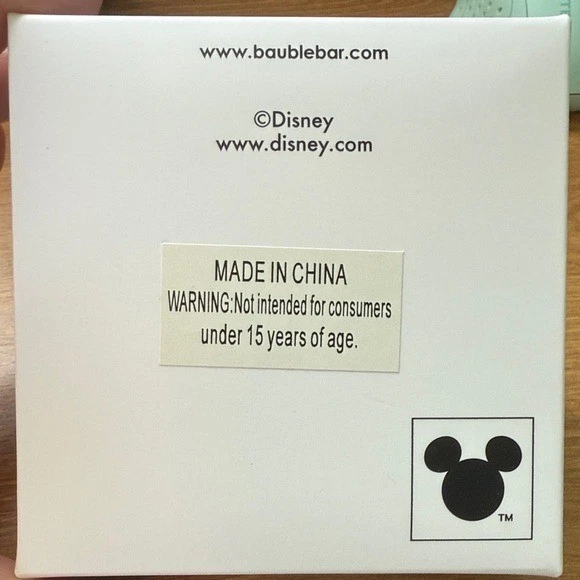 www.baublebar.com
©Disney
www.disney.com
MADE IN CHINA
WARNING:Not intended for consumers
under 15 years of age.
TM